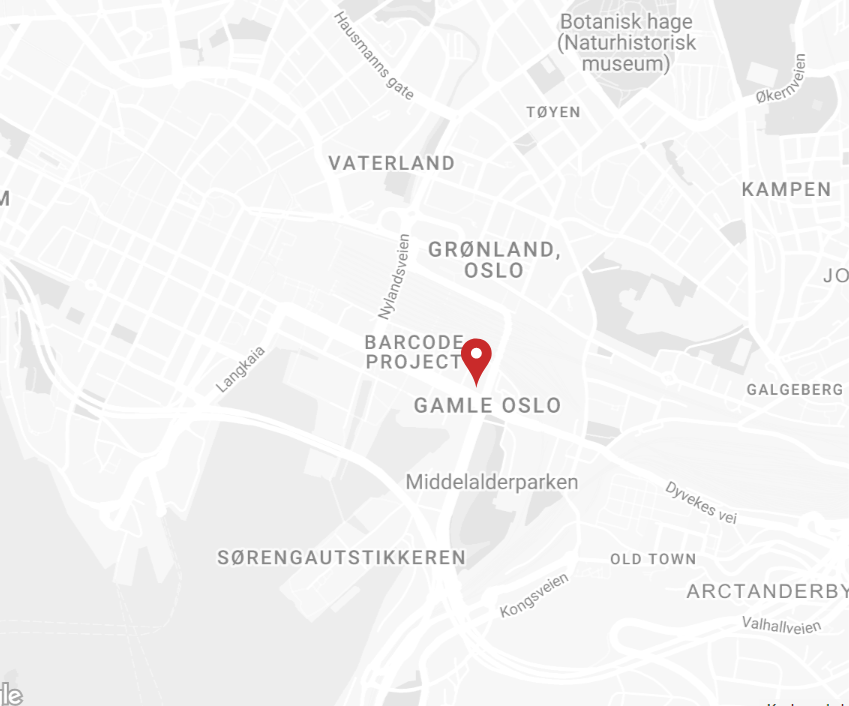 Botanisk hage
(Naturhistorisk
museum)
Hausmanns gate
Økernveien
TØYEN
VATERLAND
KAMPEN
M
GRØNLAND,
OSLO
Nylandsveien
JO
BARCODE
PROJECT
Langkaia
GALGEBERG
GAMLE OSLO
Middelalderparken
Dyvekes vei
SØRENGAUTSTIKKEREN
OLD TOWN
Kongsveien
ARCTANDERBY
Valhallveien
le